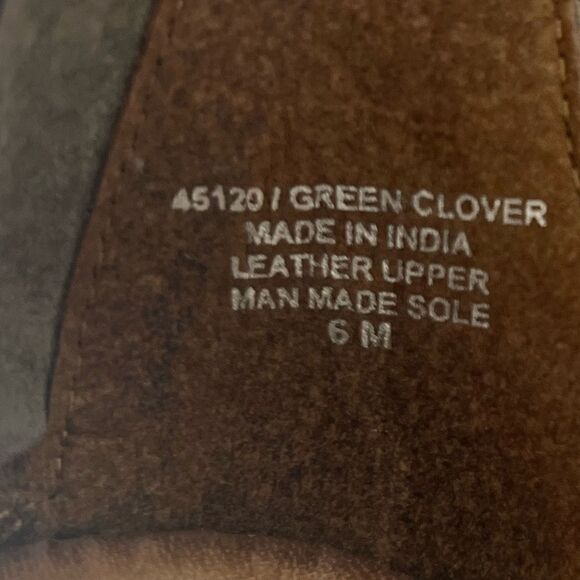 45120 / GREEN CLOVER
MADE IN INDIA
LEATHER UPPER
MAN MADE SOLE
6 M